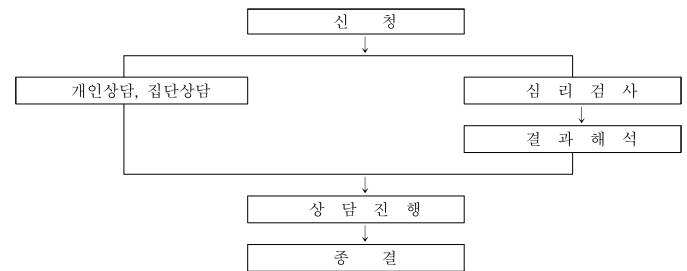 신 청
개인상담, 집단상담
심 리 검 사
결 과 해 석
상 담 진 행
종 결